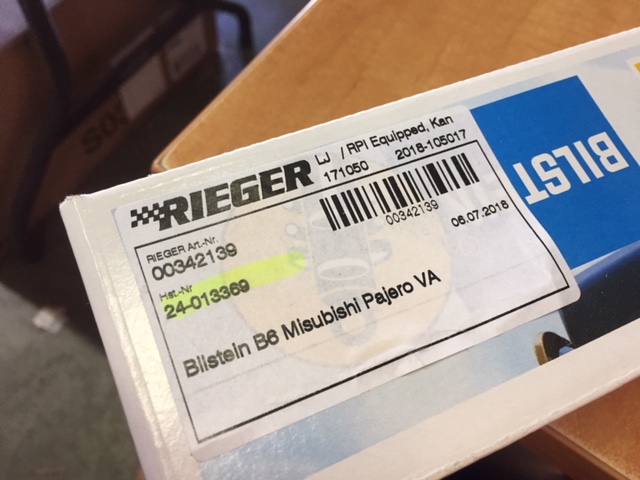 RIEGER
LJ / RPI Equipped, Kan
171050 2018-105017
00342139
06.07.2018
RIEGER Art.-Nr.
00342139
Hst.-Nr
24-013369
Bilstein B6 Misubishi Pajero VA
BILST